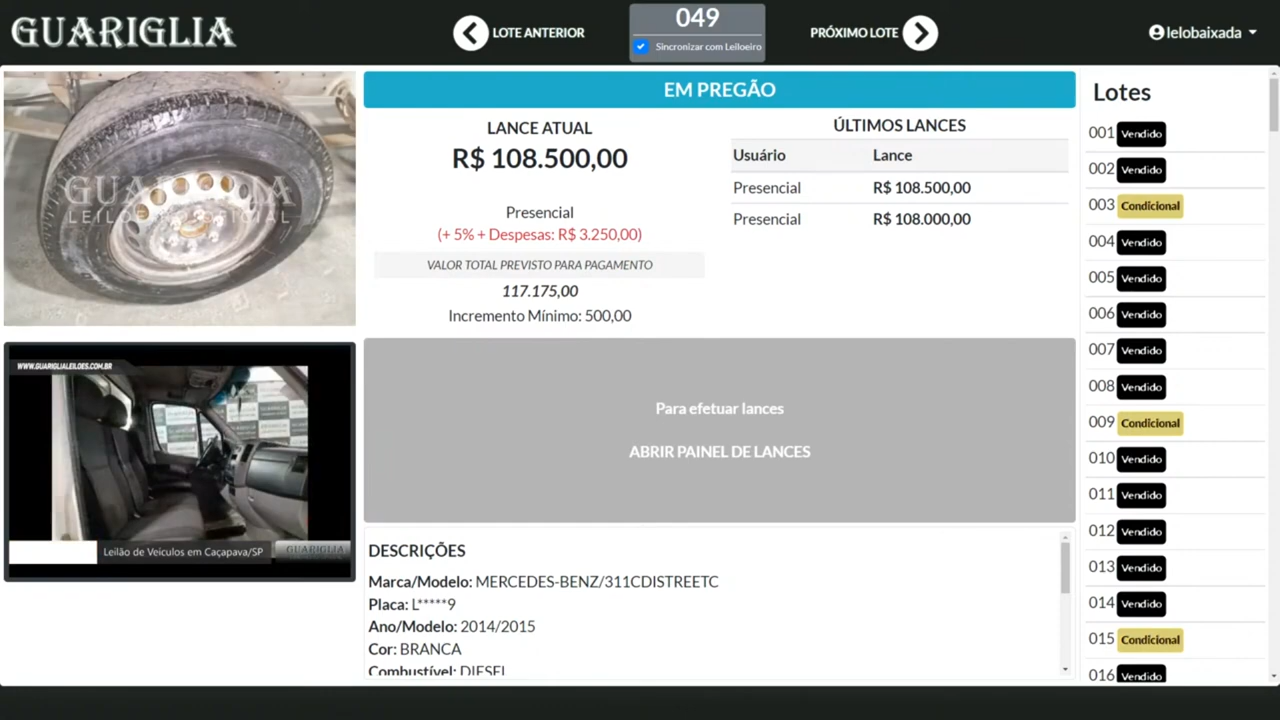 GUARIGLIA
LOTE ANTERIOR
049
Sincronizar com Leiloeiro
PRÓXIMO LOTE
lelobaixada
GUARIGLIA
LEILOEIRO OFICIAL
WWW.GUARIGLIALEILOES.COM.BR
Leilão de Veiculos em Caçapava/SP
GUARIGLIA
EM PREGÃO
LANCE ATUAL
R$ 108.500,00
Presencial
(+ 5% + Despesas: R$ 3.250,00)
VALOR TOTAL PREVISTO PARA PAGAMENTO
117.175,00
Incremento Mínimo: 500,00
ÚLTIMOS LANCES
Usuário Lance
Presencial R$ 108.500,00
Presencial R$ 108.000,00
Para efetuar lances
ABRIR PAINEL DE LANCES
DESCRIÇÕES
Marca/Modelo: MERCEDES-BENZ/311CDISTREETC
Placa: L*****9
Ano/Modelo: 2014/2015
Cor: BRANCA
Combustível: DIESEL
Lotes
001 Vendido
002 Vendido
003 Condicional
004 Vendido
005 Vendido
006 Vendido
007 Vendido
008 Vendido
009 Condicional
010 Vendido
011 Vendido
012 Vendido
013 Vendido
014 Vendido
015 Condicional
016 Vendido